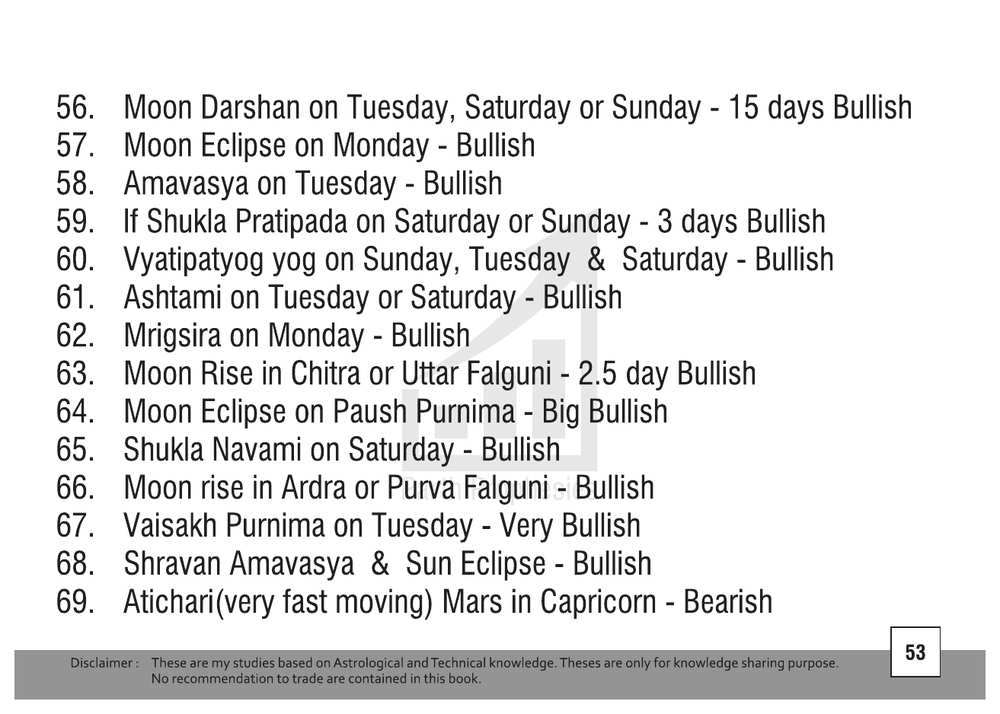 56. Moon Darshan on Tuesday, Saturday or Sunday - 15 days Bullish
57. Moon Eclipse on Monday - Bullish
58. Amavasya on Tuesday - Bullish
59. If Shukla Pratipada on Saturday or Sunday - 3 days Bullish
60. Vyatipatyog yog on Sunday, Tuesday & Saturday - Bullish
61. Ashtami on Tuesday or Saturday - Bullish
62. Mrigsira on Monday - Bullish
63. Moon Rise in Chitra or Uttar Falguni - 2.5 day Bullish
64. Moon Eclipse on Paush Purnima - Big Bullish
65. Shukla Navami on Saturday - Bullish
66. Moon rise in Ardra or Purva Falguni - Bullish
67. Vaisakh Purnima on Tuesday - Very Bullish
68. Shravan Amavasya & Sun Eclipse - Bullish
69. Atichari(very fast moving) Mars in Capricorn - Bearish
53
Disclaimer : These are my studies based on Astrological and Technical knowledge. Theses are only for knowledge sharing purpose.
No recommendation to trade are contained in this book.